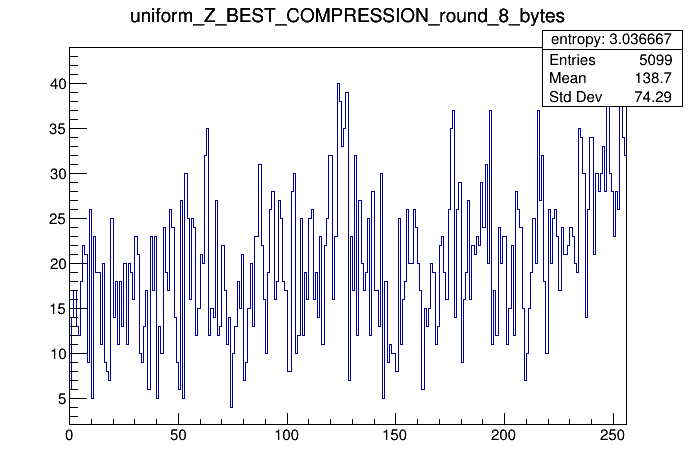 uniform_Z_BEST_COMPRESSION_round_8_bytes
entropy: 3.036667
Entries 5099
Mean 138.7
Std Dev 74.29
40
35
30
25
20
15
10
5
0 50 100 150 200 250